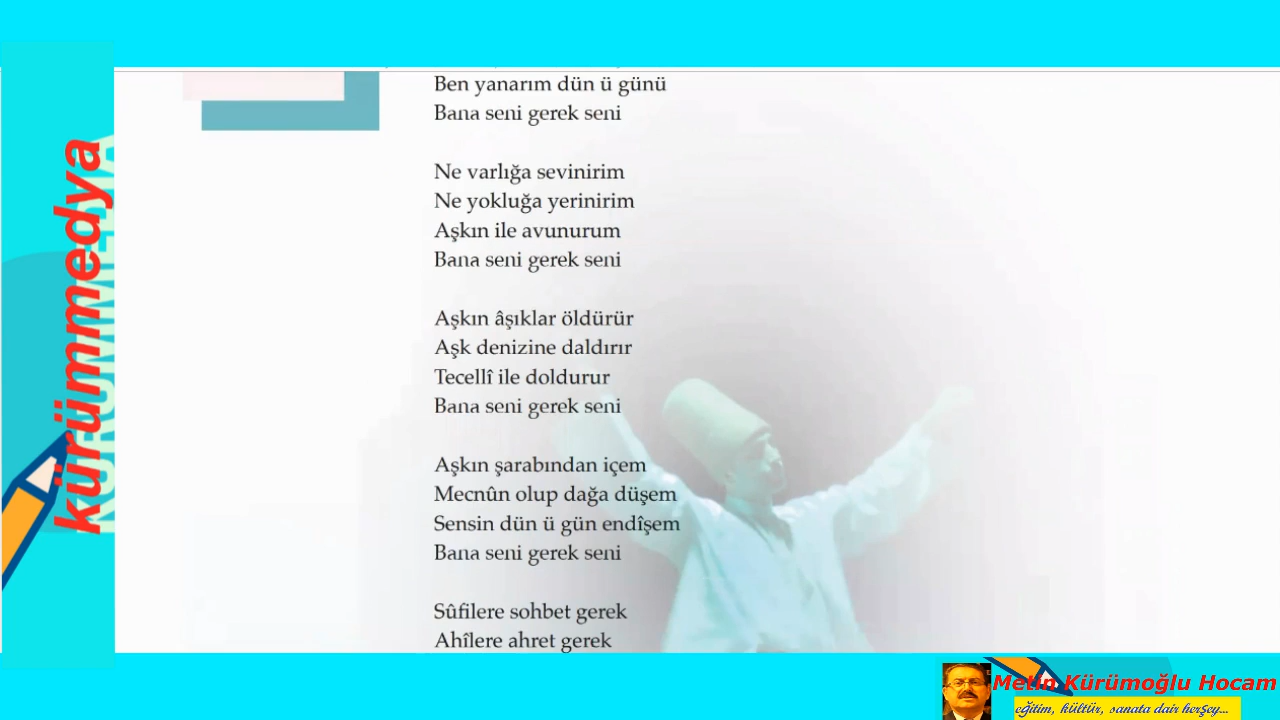 Ben yanarım dün ü günü
Bana seni gerek seni
Ne varlığa sevinirim
Ne yokluğa yerinirim
Aşkın ile avunurum
Bana seni gerek seni
Aşkın âşıklar öldürür
Aşk denizine daldırır
Tecellî ile doldurur
Bana seni gerek seni
Aşkın şarabından içem
Mecnûn olup dağa düşem
Sensin dün ü gün endîşem
Bana seni gerek seni
Sûfilere sohbet gerek
Ahîlere ahret gerek
kürümmedya
KÜRÜMMEDYA
Metin Kürümoğlu Hocam
eğitim, kültür, sanata dair herşey...